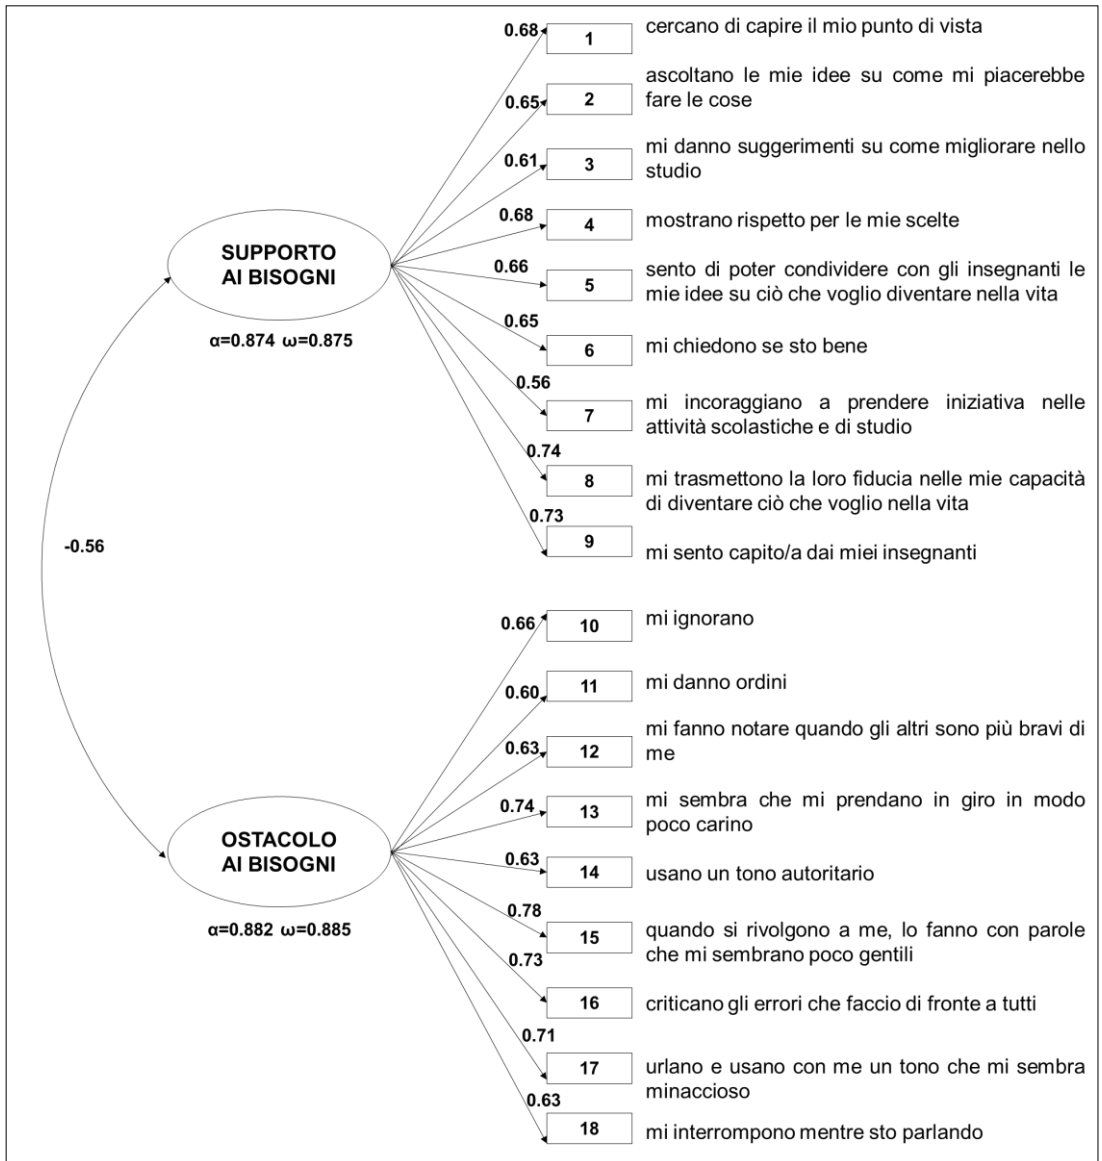 0.68
1
cercano di capire il mio punto di vista
0.65
2
ascoltano le mie idee su come mi piacerebbe
fare le cose
0.61
3
mi danno suggerimenti su come migliorare nello
studio
0.68
4
mostrano rispetto per le mie scelte
0.66
5
sento di poter condividere con gli insegnanti le
mie idee su ciò che voglio diventare nella vita
0.65
6
mi chiedono se sto bene
0.56
7
mi incoraggiano a prendere iniziativa nelle
attività scolastiche e di studio
0.74
8
mi trasmettono la loro fiducia nelle mie capacità
di diventare ciò che voglio nella vita
0.73
9
mi sento capito/a dai miei insegnanti
SUPPORTO
AI BISOGNI
α=0.874 ω=0.875
-0.56
0.66
10
mi ignorano
0.60
11
mi danno ordini
0.63
12
mi fanno notare quando gli altri sono più bravi di
me
0.74
13
mi sembra che mi prendano in giro in modo
poco carino
0.63
14
usano un tono autoritario
0.78
15
quando si rivolgono a me, lo fanno con parole
che mi sembrano poco gentili
0.73
16
criticano gli errori che faccio di fronte a tutti
0.71
17
urlano e usano con me un tono che mi sembra
minaccioso
0.63
18
mi interrompono mentre sto parlando
OSTACOLO
AI BISOGNI
α=0.882 ω=0.885